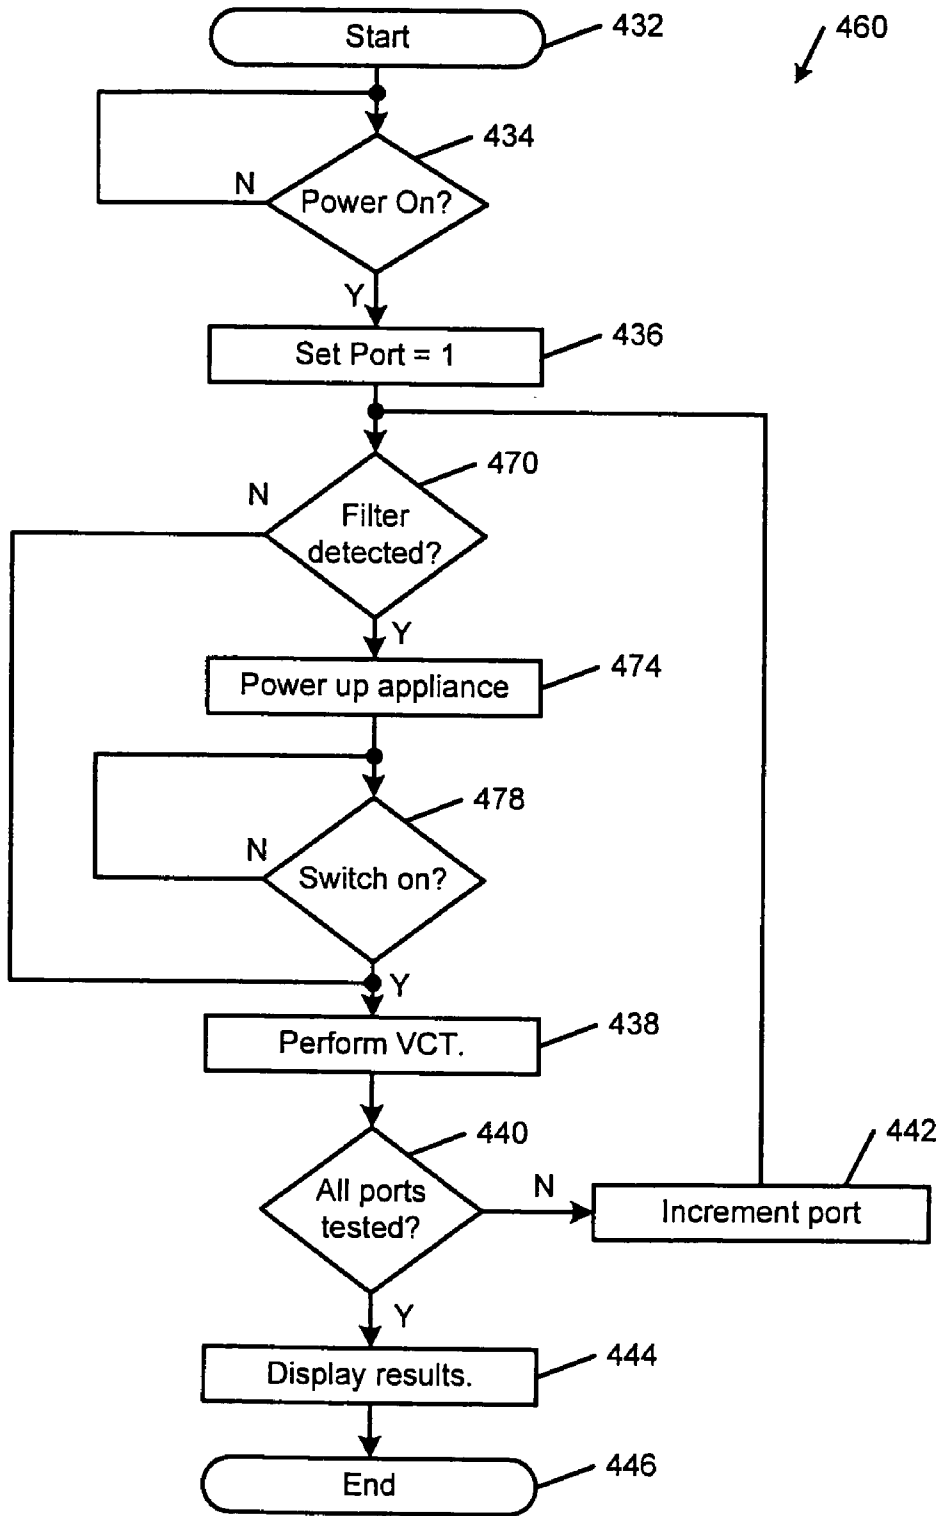 Start
432
460
434
N
Power On?
Y
Set Port = 1
436
470
N
Filter
detected?
Y
Power up appliance
474
478
N
Switch on?
Y
Perform VCT.
438
440
442
All ports
tested?
N
Increment port
Y
Display results.
444
End
446